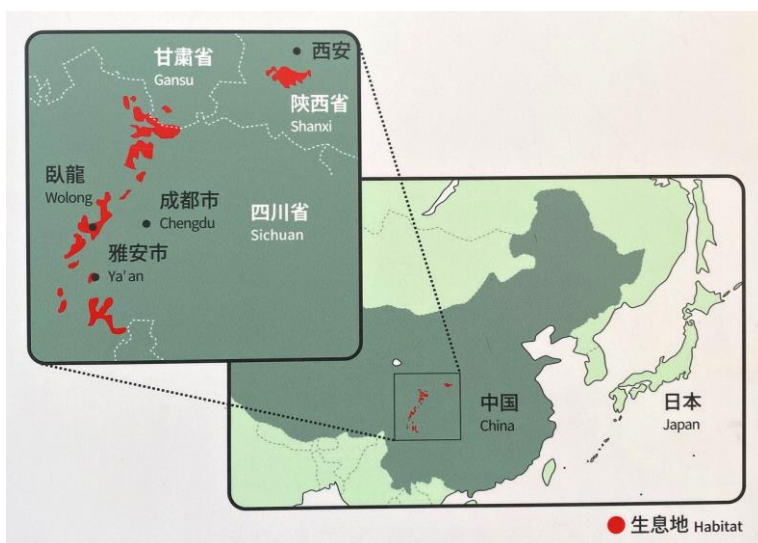 甘粛省
Gansu
西安
陝西省
Shanxi
臥龍
Wolong
成都市
Chengdu
四川省
Sichuan
雅安市
Ya'an
中国
China
日本
Japan
生息地 Habitat